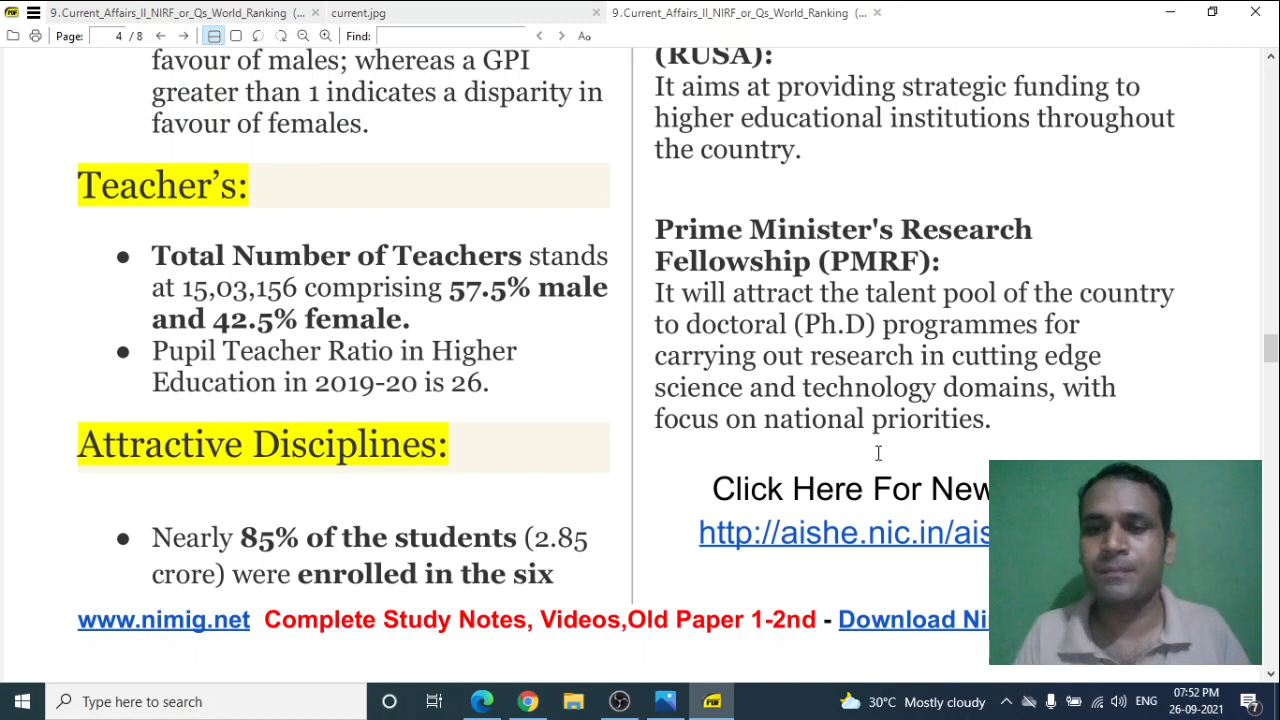 9.Current_Affairs_II_NIRF_or_Qs_World_Ranking (...
current.jpg
9.Current_Affairs_II_NIRF_or_Qs_World_Ranking (...
Page: 4 / 8
Find:
Aa
favour of males; whereas a GPI
greater than 1 indicates a disparity in
favour of females.
Teacher’s:
● Total Number of Teachers stands
at 15,03,156 comprising 57.5% male
and 42.5% female.
● Pupil Teacher Ratio in Higher
Education in 2019-20 is 26.
Attractive Disciplines:
● Nearly 85% of the students (2.85
crore) were enrolled in the six
(RUSA):
It aims at providing strategic funding to
higher educational institutions throughout
the country.
Prime Minister's Research
Fellowship (PMRF):
It will attract the talent pool of the country
to doctoral (Ph.D) programmes for
carrying out research in cutting edge
science and technology domains, with
focus on national priorities.
Click Here For New
http://aishe.nic.in/ais
www.nimig.net Complete Study Notes, Videos,Old Paper 1-2nd - Download Ni
Type here to search
PDF
30°C Mostly cloudy
ENG
07:52 PM
26-09-2021
7